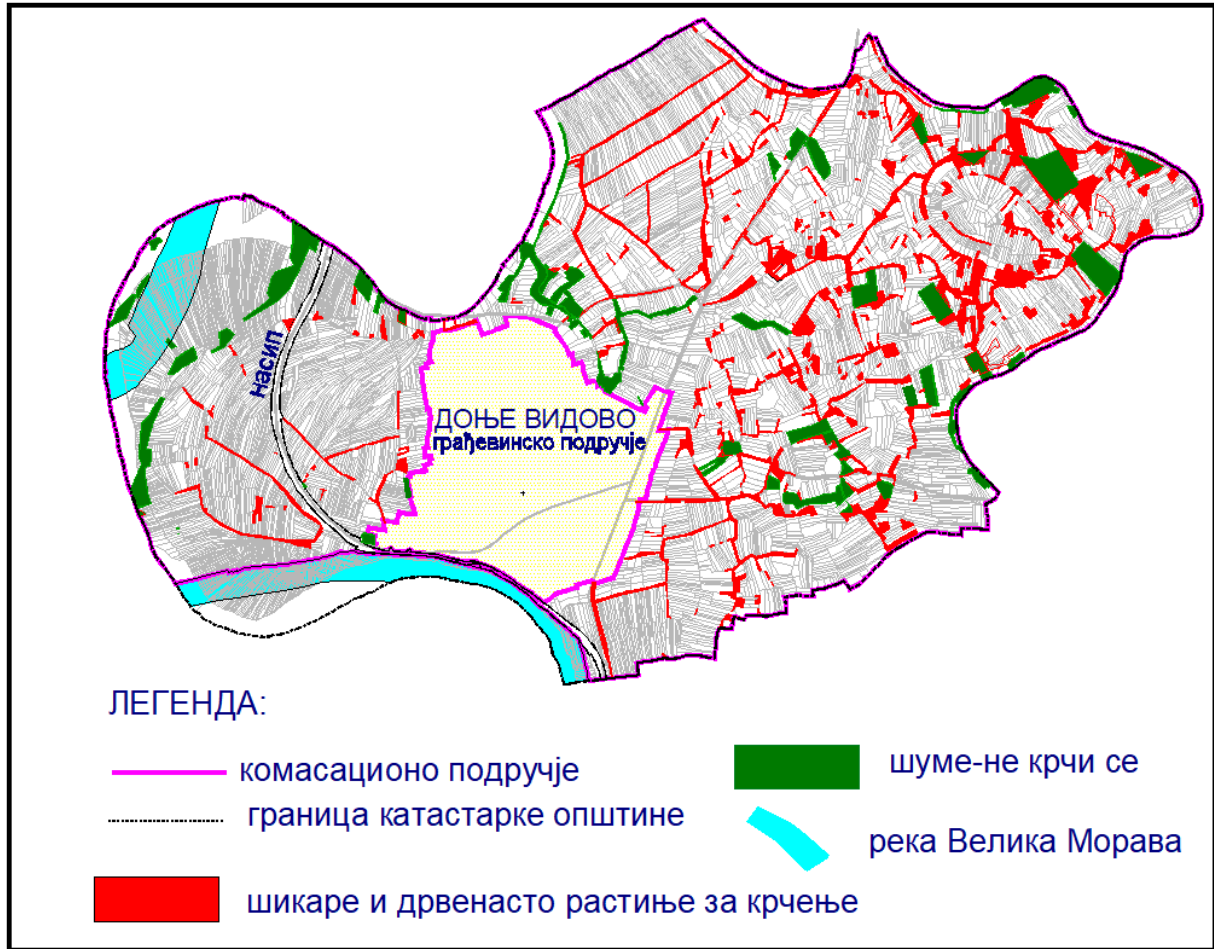 насип
ДОЊЕ ВИДОВО
грађевинско подручје
ЛЕГЕНДА:
комасационо подручје
граница катастарке општине
шикаре и дрвенасто растиње за крчење
шуме-не крчи се
река Велика Морава